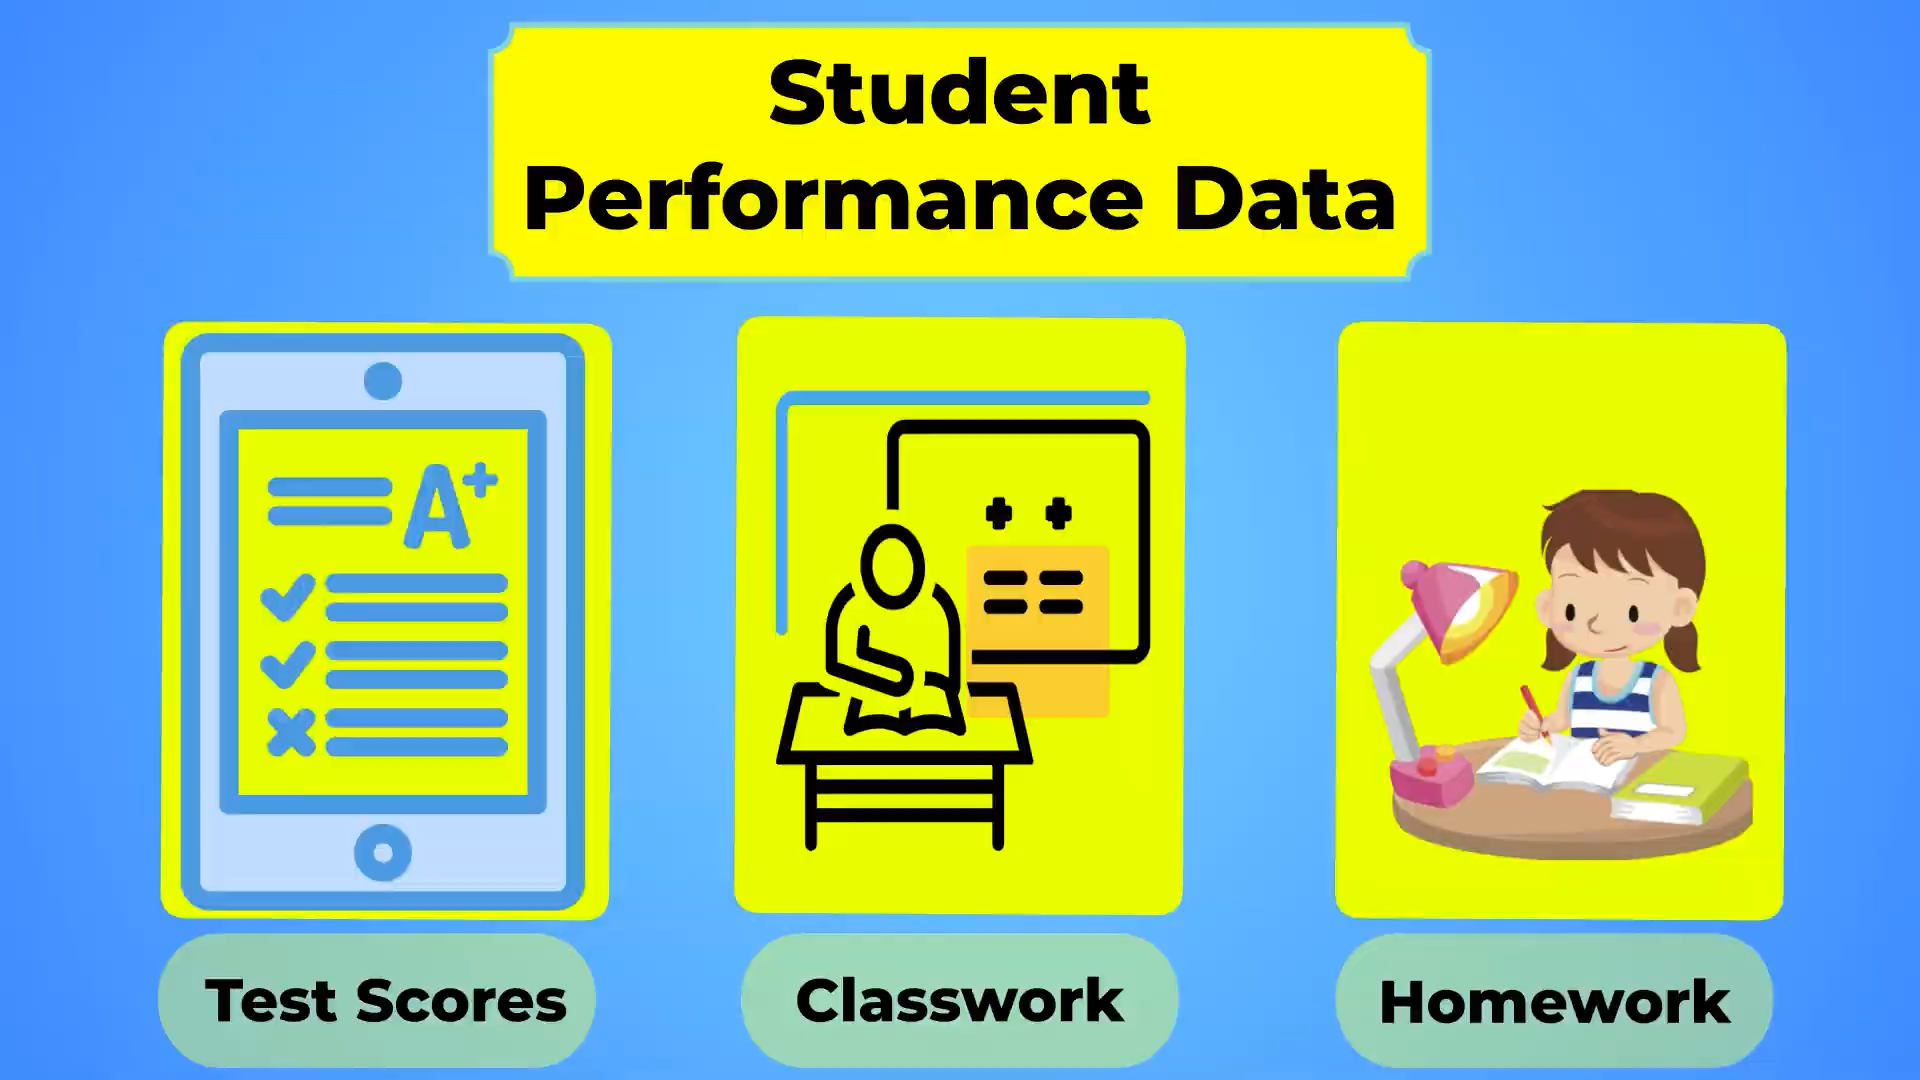 Student
Performance Data
A+
Test Scores
Classwork
Homework